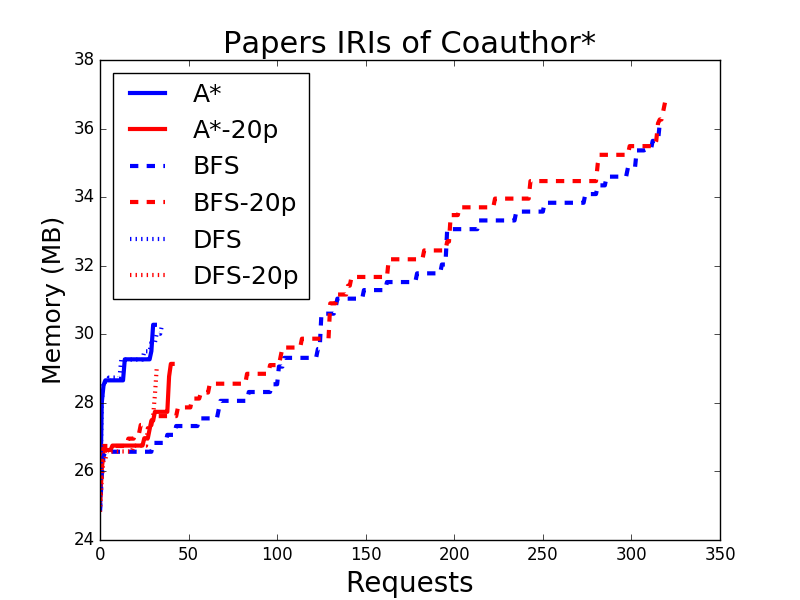 Papers IRIs of Coauthor*
38
36
34
32
30
28
26
24
Memory (MB)
A*
A*-20p
BFS
BFS-20p
DFS
DFS-20p
0 50 100 150 200 250 300 350
Requests